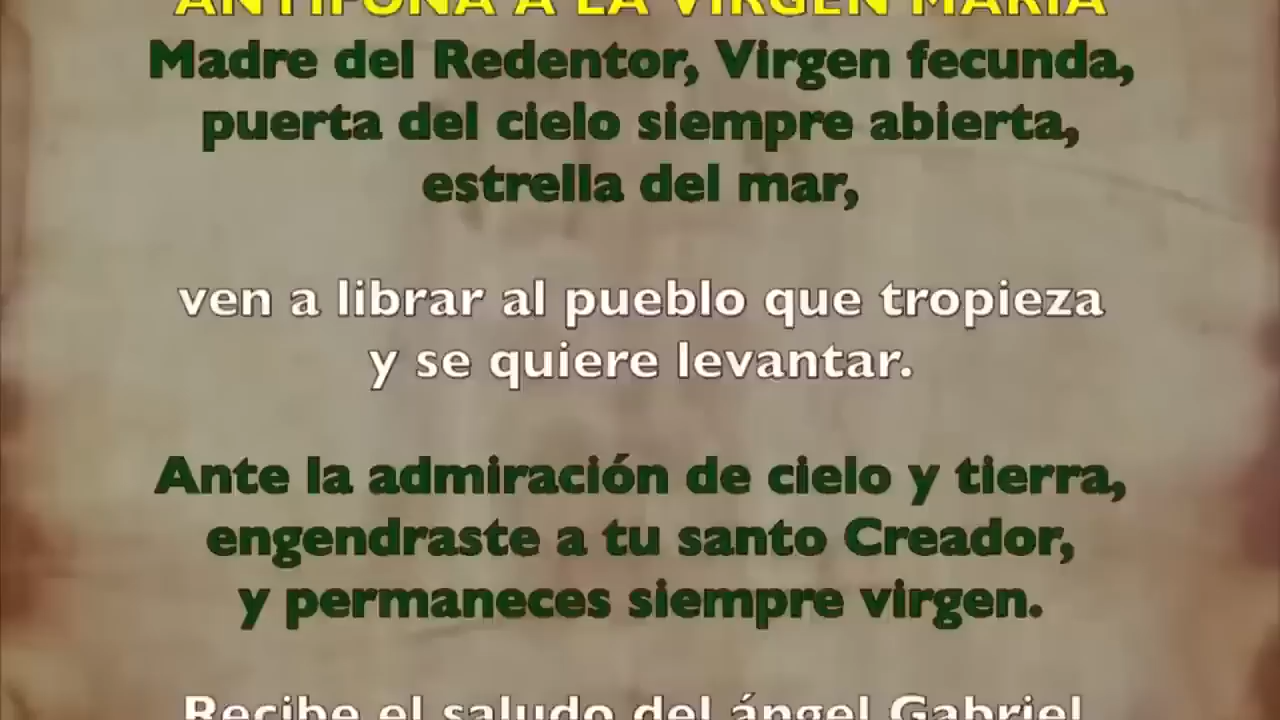 ANTÍFONA A LA VIRGEN MARÍA
Madre del Redentor, Virgen fecunda,
puerta del cielo siempre abierta,
estrella del mar,
ven a librar al pueblo que tropieza
y se quiere levantar.
Ante la admiración de cielo y tierra,
engendraste a tu santo Creador,
y permaneces siempre virgen.
Recibe el saludo del ángel Gabriel